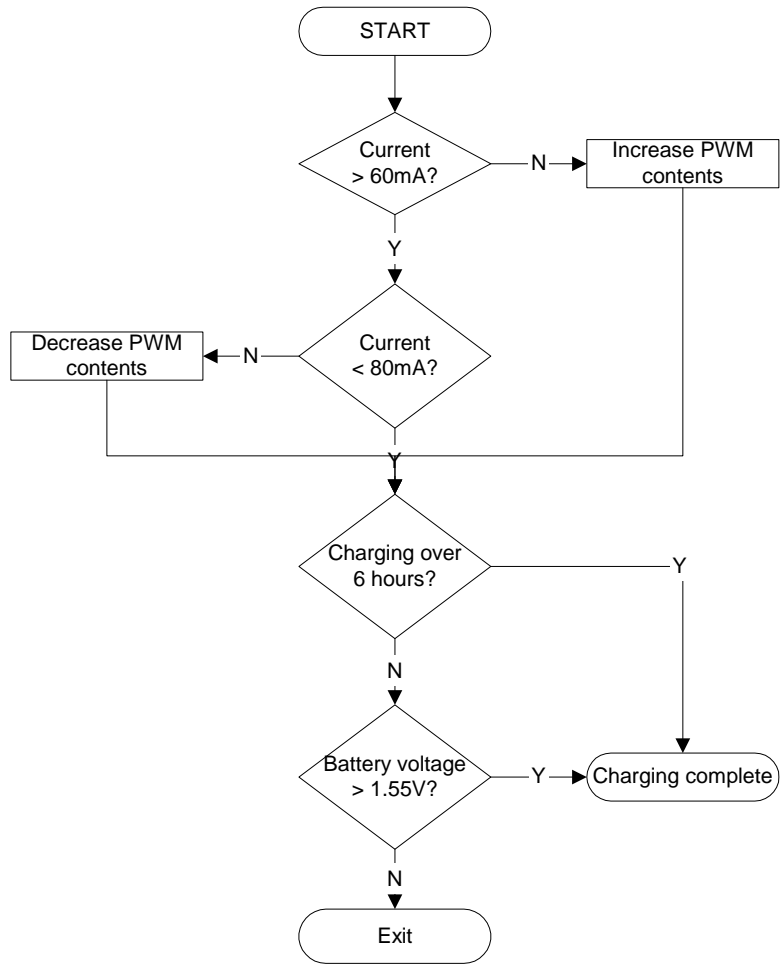 START
Current
> 60mA?
N
Increase PWM
contents
Y
Current
< 80mA?
N
Decrease PWM
contents
Y
Charging over
6 hours?
Y
N
Battery voltage
> 1.55V?
Y
Charging complete
N
Exit